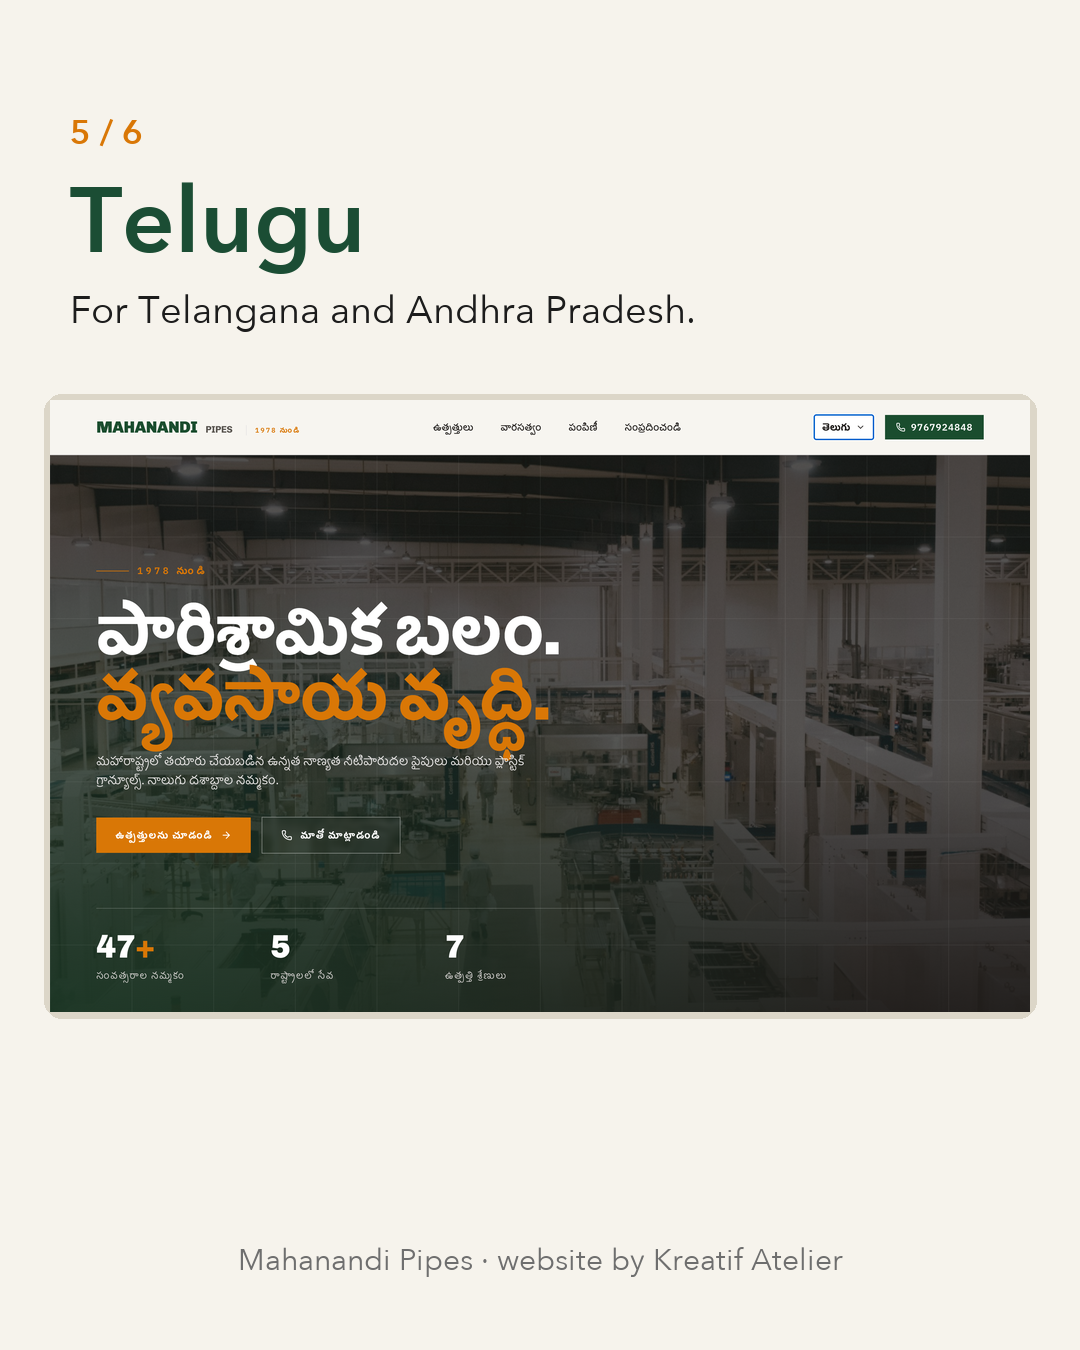 5 / 6
Telugu
For Telangana and Andhra Pradesh.
MAHANANDI PIPES 1978 నుండి ఉత్పత్తులు వారసత్వం పంపిణీ సంప్రదించండి తెలుగు 9767924848
1978 నుండి
పారిశ్రామిక బలం.
వ్యవసాయ వృద్ధి.
మహారాష్ట్రలో తయారు చేయబడిన ఉన్నత నాణ్యత నీటిపారుదల పైపులు మరియు ప్లాస్టిక్
గ్రాన్యూల్స్. నాలుగు దశాబ్దాల నమ్మకం.
ఉత్పత్తులను చూడండి → మాతో మాట్లాడండి
47+ 5 7
సంవత్సరాల నమ్మకం రాష్ట్రాలలో సేవ ఉత్పత్తి శ్రేణులు
Mahanandi Pipes · website by Kreatif Atelier